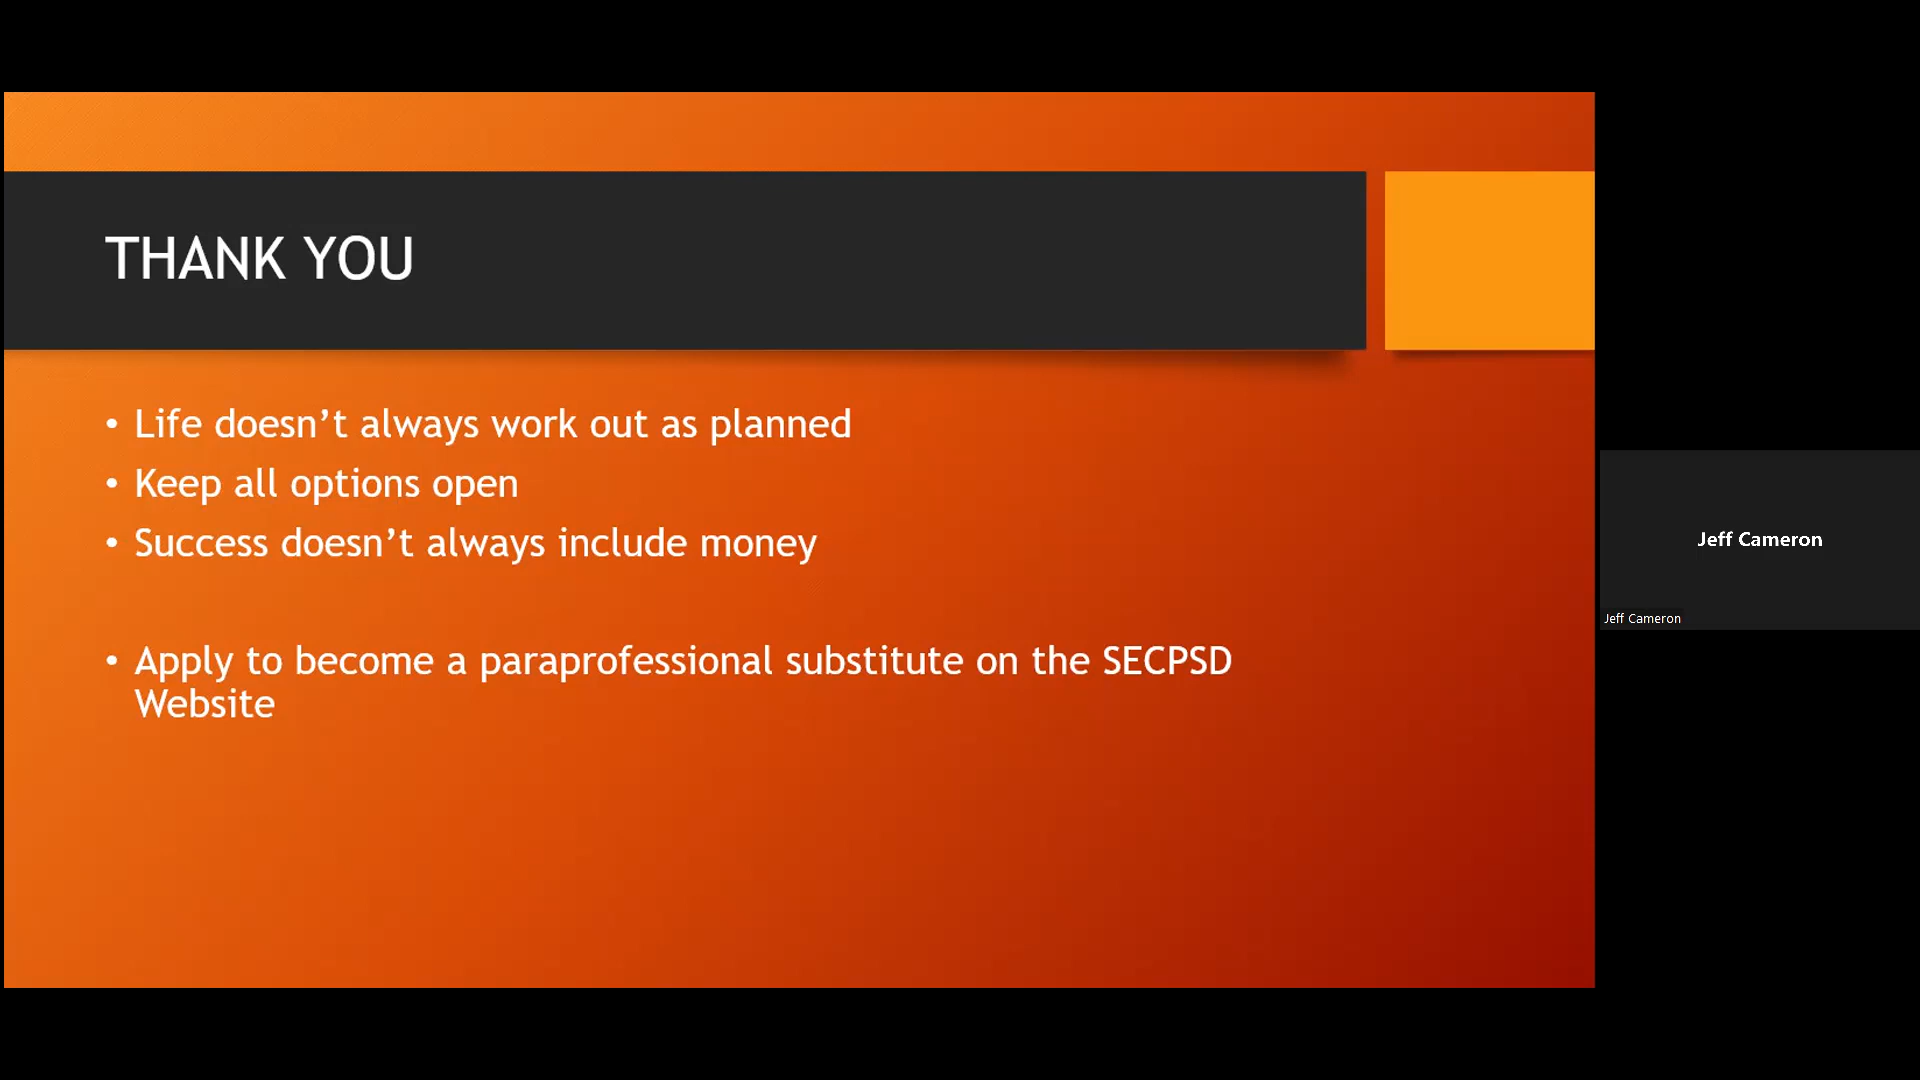 THANK YOU
• Life doesn’t always work out as planned
• Keep all options open
• Success doesn’t always include money
• Apply to become a paraprofessional substitute on the SECPSD
Website
Jeff Cameron
Jeff Cameron